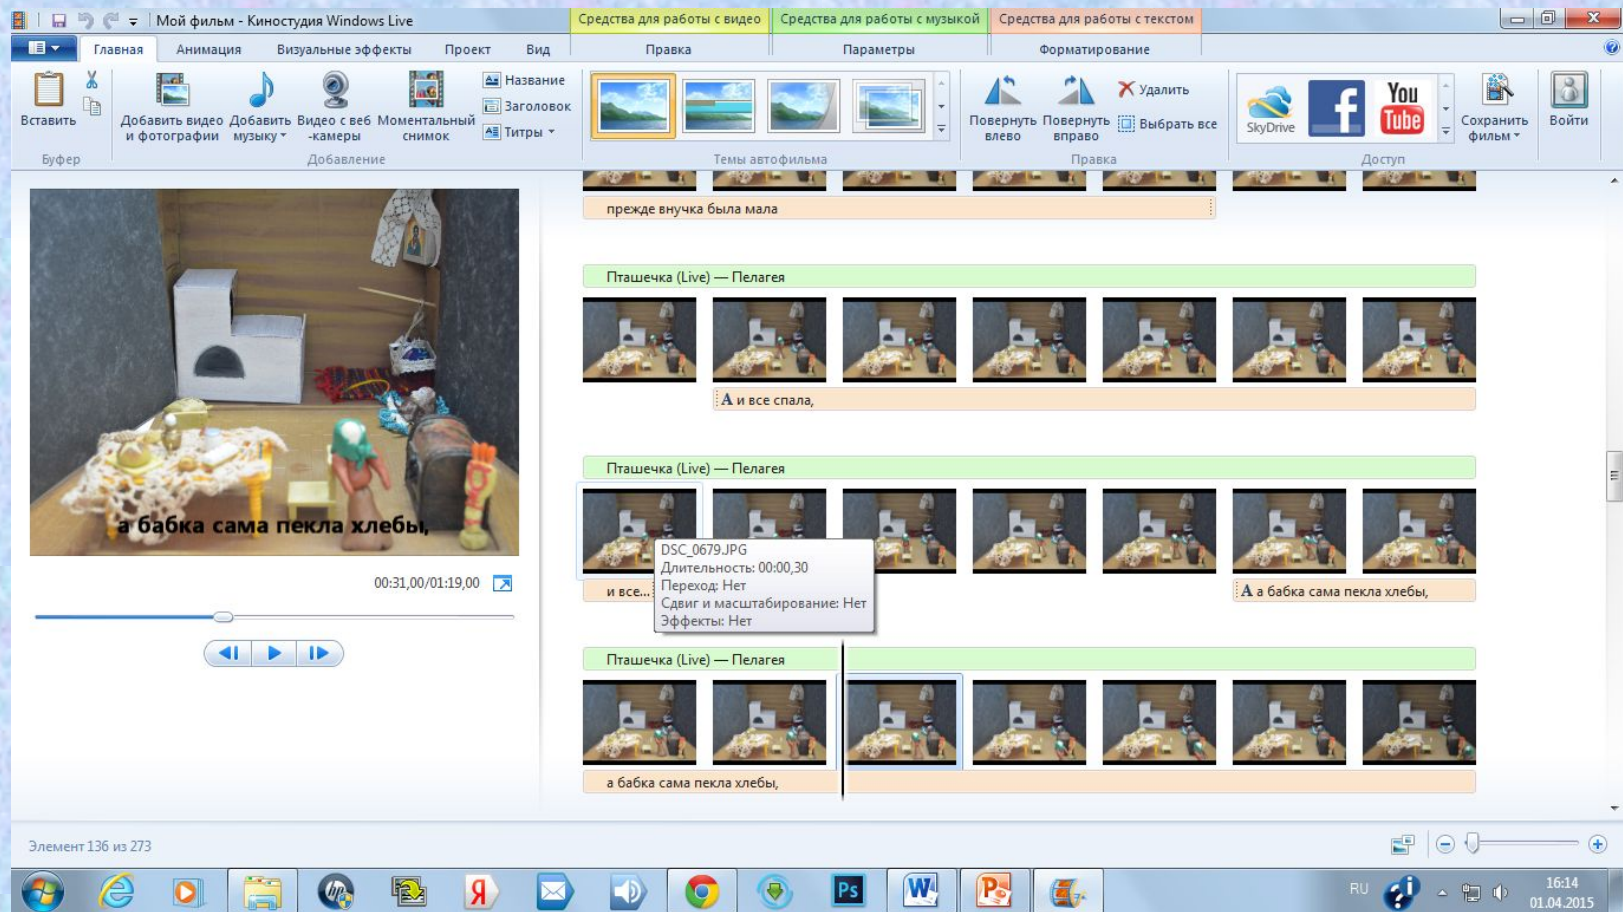 Мой фильм - Киностудия Windows Live
Средства для работы с видео
Средства для работы с музыкой
Средства для работы с текстом
Главная
Анимация
Визуальные эффекты
Проект
Вид
Правка
Параметры
Форматирование
Вставить
Буфер
Добавить видео
и фотографии
Добавить
музыку
Видео с веб
-камеры
Моментальный
снимок
Название
Заголовок
Титры
Добавление
Темы автофильма
Повернуть
влево
Повернуть
вправо
Удалить
Выбрать все
Правка
SkyDrive
f
You
Tube
Доступ
Сохранить
фильм
Войти
а бабка сама пекла хлебы,
00:31,00/01:19,00
прежде внучка была мала
Пташечка (Live) — Пелагея
А и все спала,
Пташечка (Live) — Пелагея
DSC_0679.JPG
Длительность: 00:00,30
Переход: Нет
Сдвиг и масштабирование: Нет
Эффекты: Нет
и все...
А а бабка сама пекла хлебы,
Пташечка (Live) — Пелагея
а бабка сама пекла хлебы,
Элемент 136 из 273
hp
Я
Ps
W
P
RU
16:14
01.04.2015